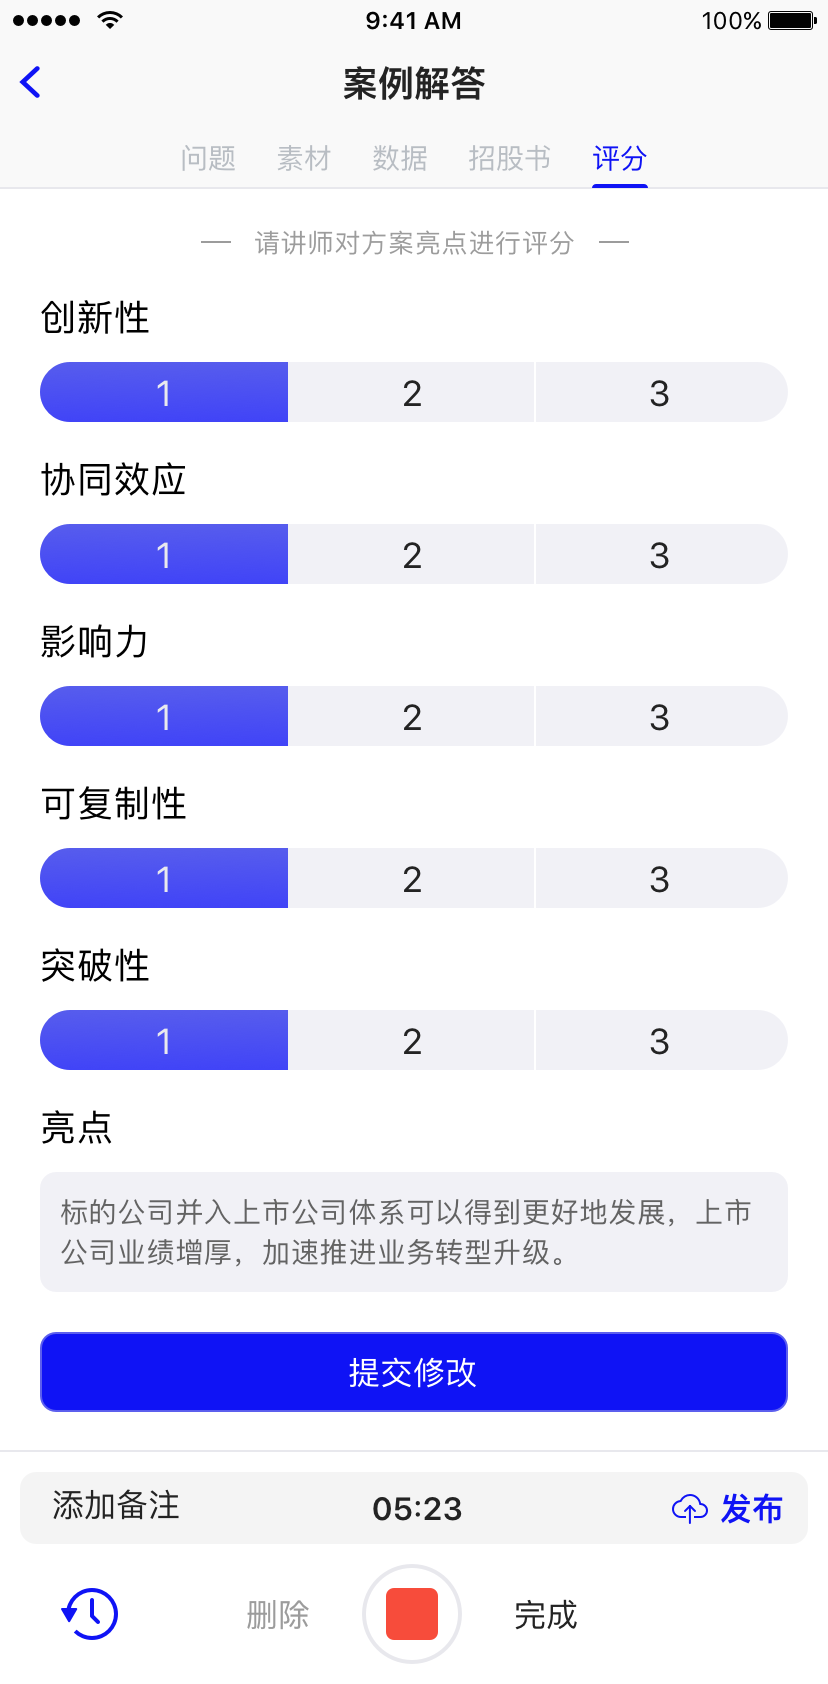 9:41 AM 100%
案例解答
问题 素材 数据 招股书 评分
请讲师对方案亮点进行评分
创新性
1 2 3
协同效应
1 2 3
影响力
1 2 3
可复制性
1 2 3
突破性
1 2 3
亮点
标的公司并入上市公司体系可以得到更好地发展，上市
公司业绩增厚，加速推进业务转型升级。
提交修改
添加备注 05:23 发布
删除 完成